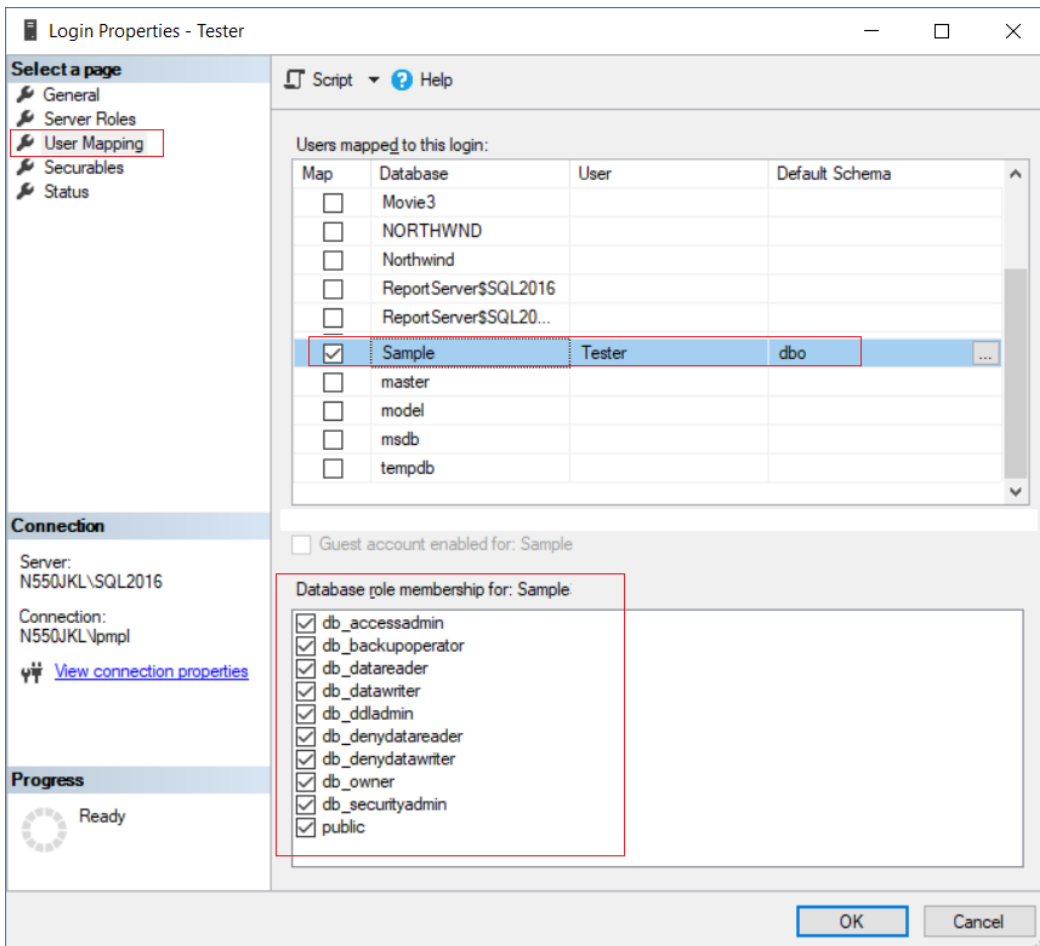 Login Properties - Tester
Select a page
General
Server Roles
User Mapping
Securables
Status
Script
Help
Users mapped to this login:
Map Database User Default Schema
Movie3
NORTHWND
Northwind
ReportServer$SQL2016
ReportServer$SQL20...
Sample Tester dbo ...
master
model
msdb
tempdb
Guest account enabled for: Sample
Database role membership for: Sample
db_accessadmin
db_backupoperator
db_datareader
db_datawriter
db_ddladmin
db_denydatareader
db_denydatawriter
db_owner
db_securityadmin
public
Connection
Server:
N550JKL\SQL2016
Connection:
N550JKL\lpmpl
View connection properties
Progress
Ready
OK
Cancel